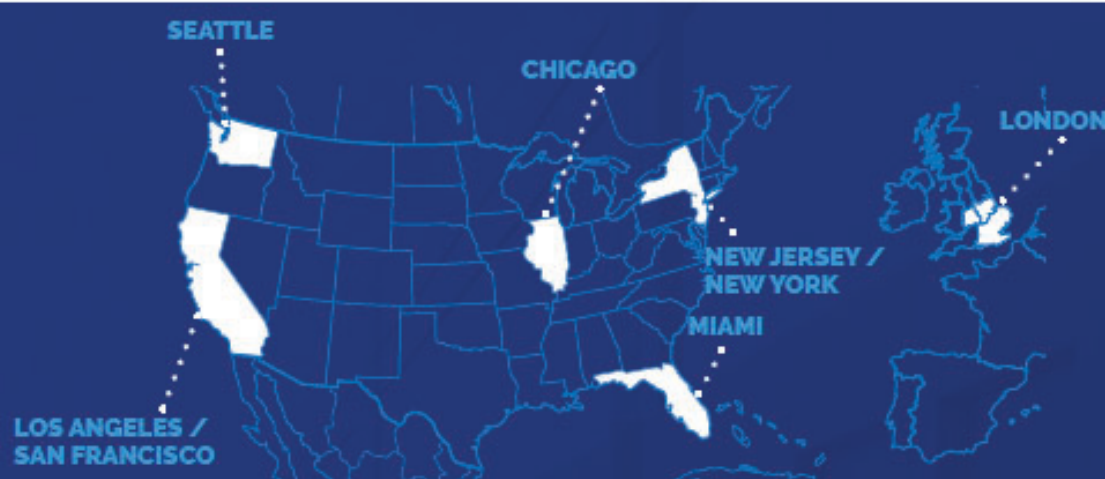 SEATTLE
CHICAGO
LONDON
NEW JERSEY /
NEW YORK
MIAMI
LOS ANGELES /
SAN FRANCISCO